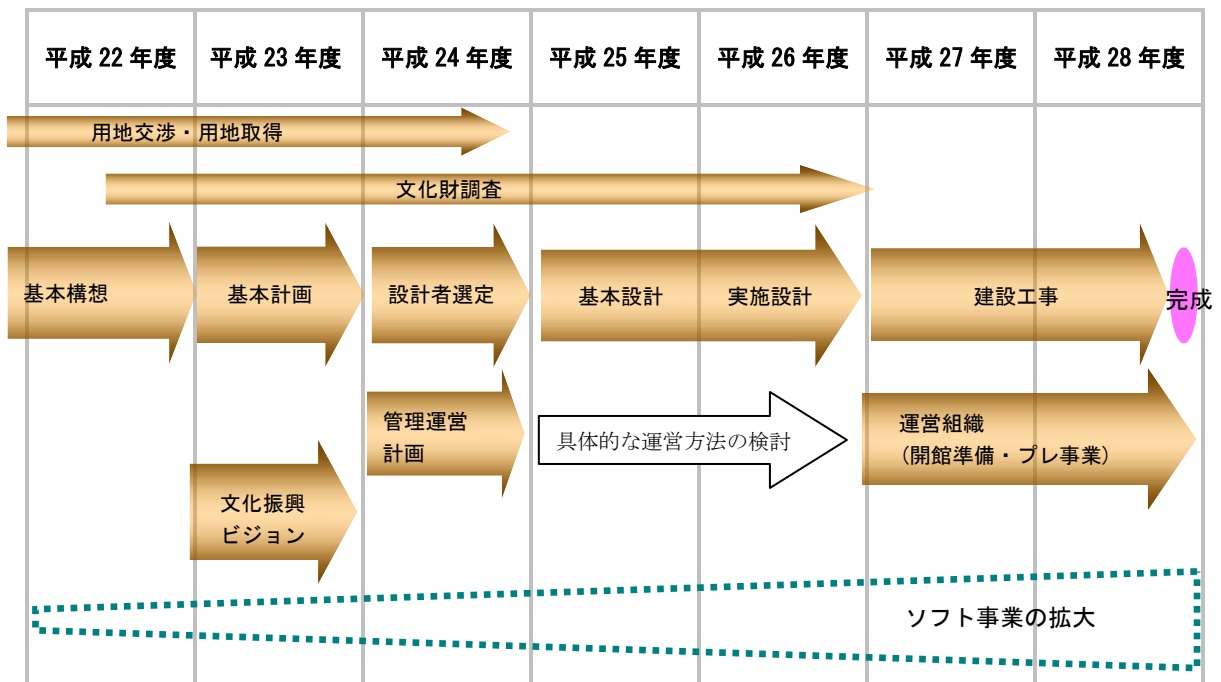 平成 22 年度
平成 23 年度
平成 24 年度
平成 25 年度
平成 26 年度
平成 27 年度
平成 28 年度
用地交渉・用地取得
文化財調査
基本構想
基本計画
設計者選定
基本設計
実施設計
建設工事
完成
管理運営
計画
具体的な運営方法の検討
運営組織
(開館準備・プレ事業)
文化振興
ビジョン
ソフト事業の拡大